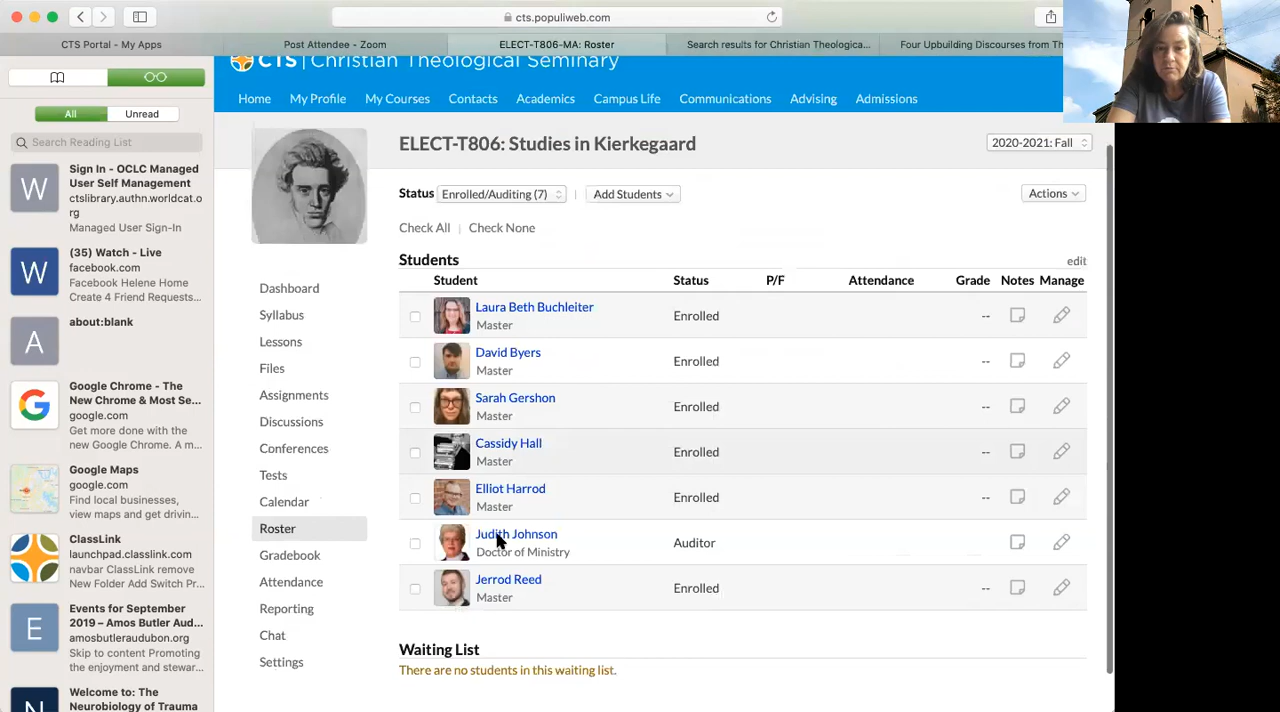 cts.populiweb.com
CTS Portal - My Apps
Post Attendee - Zoom
ELECT-T806-MA: Roster
Search results for Christian Theologica...
Four Upbuilding Discourses from Th
All
Unread
Search Reading List
W
Sign In - OCLC Managed
User Self Management
ctslibrary.authn.worldcat.o
rg
Managed User Sign-In
W
(35) Watch - Live
facebook.com
Facebook Helene Home
Create 4 Friend Requests...
A
about:blank
Google Chrome - The
New Chrome & Most Se...
google.com
Get more done with the
new Google Chrome. A m...
Google Maps
google.com
Find local businesses,
view maps and get drivin...
ClassLink
launchpad.classlink.com
navbar ClassLink remove
New Folder Add Switch Pr...
E
Events for September
2019 – Amos Butler Aud...
amosbutleraudubon.org
Skip to content Promoting
the enjoyment and stewar...
N
Welcome to: The
Neurobiology of Trauma
CTS | Christian Theological Seminary
Home
My Profile
My Courses
Contacts
Academics
Campus Life
Communications
Advising
Admissions
ELECT-T806: Studies in Kierkegaard
2020-2021: Fall
Status
Enrolled/Auditing (7)
Add Students
Actions
Check All | Check None
Dashboard
Syllabus
Lessons
Files
Assignments
Discussions
Conferences
Tests
Calendar
Roster
Gradebook
Attendance
Reporting
Chat
Settings
Students
edit
Student Status P/F Attendance Grade Notes Manage
Laura Beth Buchleiter
Master
Enrolled --
David Byers
Master
Enrolled --
Sarah Gershon
Master
Enrolled --
Cassidy Hall
Master
Enrolled --
Elliot Harrod
Master
Enrolled --
Judith Johnson
Doctor of Ministry
Auditor
Jerrod Reed
Master
Enrolled --
Waiting List
There are no students in this waiting list.